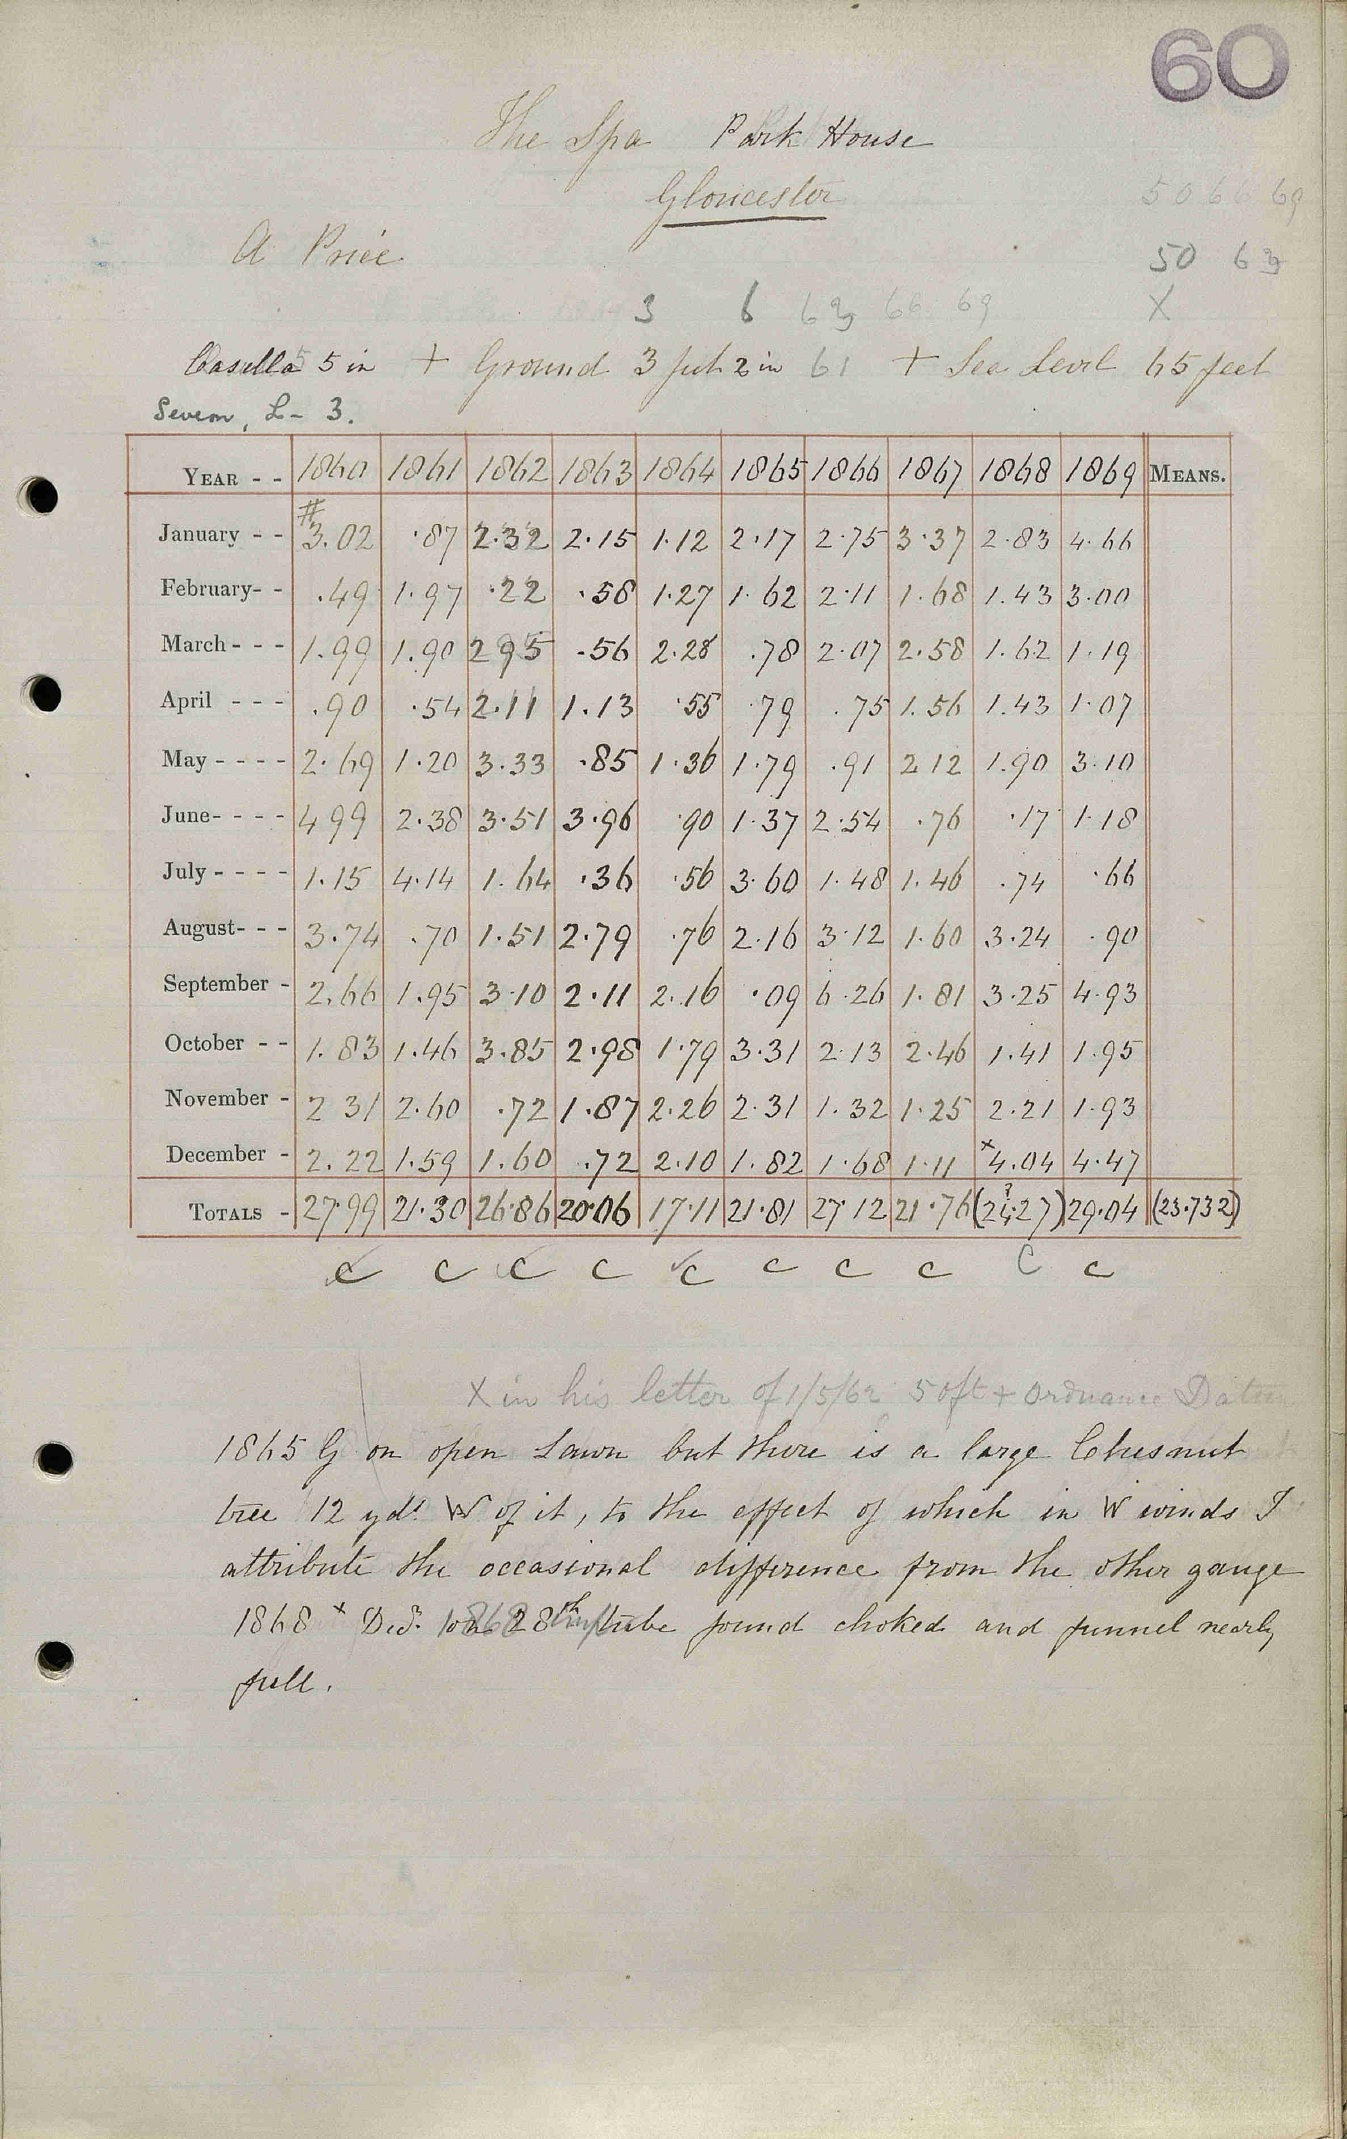 60
The Spa Park House
Gloucester
50 66 69
A Price
50 63
3 6 63 66 69 X
Casella 5 in + Ground 3 feet 2 in 61 + Sea Level 65 feet
Severn, L- 3.
YEAR - - 1860 1861 1862 1863 1864 1865 1866 1867 1868 1869 MEANS.
#
January - - 3.02 .87 2.32 2.15 1.12 2.17 2.75 3.37 2.83 4.66
February- - .49 1.97 .22 .58 1.27 1.62 2.11 1.68 1.43 3.00
March - - - 1.99 1.90 2 95 .56 2.28 .78 2.07 2.58 1.62 1.19
April - - - .90 .54 2.11 1.13 .55 .79 .75 1.56 1.43 1.07
May - - - - 2.69 1.20 3.33 .85 1.36 1.79 .91 2 12 1.90 3.10
June- - - - 4 99 2.38 3.51 3.96 .90 1.37 2.54 .76 .17 1.18
July - - - - 1.15 4.14 1.64 .36 .56 3.60 1.48 1.46 .74 .66
August- - - 3.74 .70 1.51 2.79 .76 2.16 3.12 1.60 3.24 .90
September - 2.66 1.95 3.10 2.11 2.16 .09 6.26 1.81 3.25 4.93
October - - 1.83 1.46 3.85 2.98 1.79 3.31 2.13 2.46 1.41 1.95
November - 2 31 2.60 .72 1.87 2.26 2.31 1.32 1.25 2.21 1.93
December - 2.22 1.59 1.60 .72 2.10 1.82 1.68 1.11 x4.04 4.47
TOTALS - 27.99 21.30 26.86 20.06 17.11 21.81 27.12 21.76 (24.27) 29.04 (23.732)
c c c c c c c c c c
X in his letter of 1/5/62 50ft + Ordnance Datum
1865 G on open Lawn but there is a large Chesnut
tree 12 yds W of it, to the effect of which in W winds I
attribute the occasional difference from the other gauge
1868 x Decr. on 28th tube found choked and funnel nearly
full.